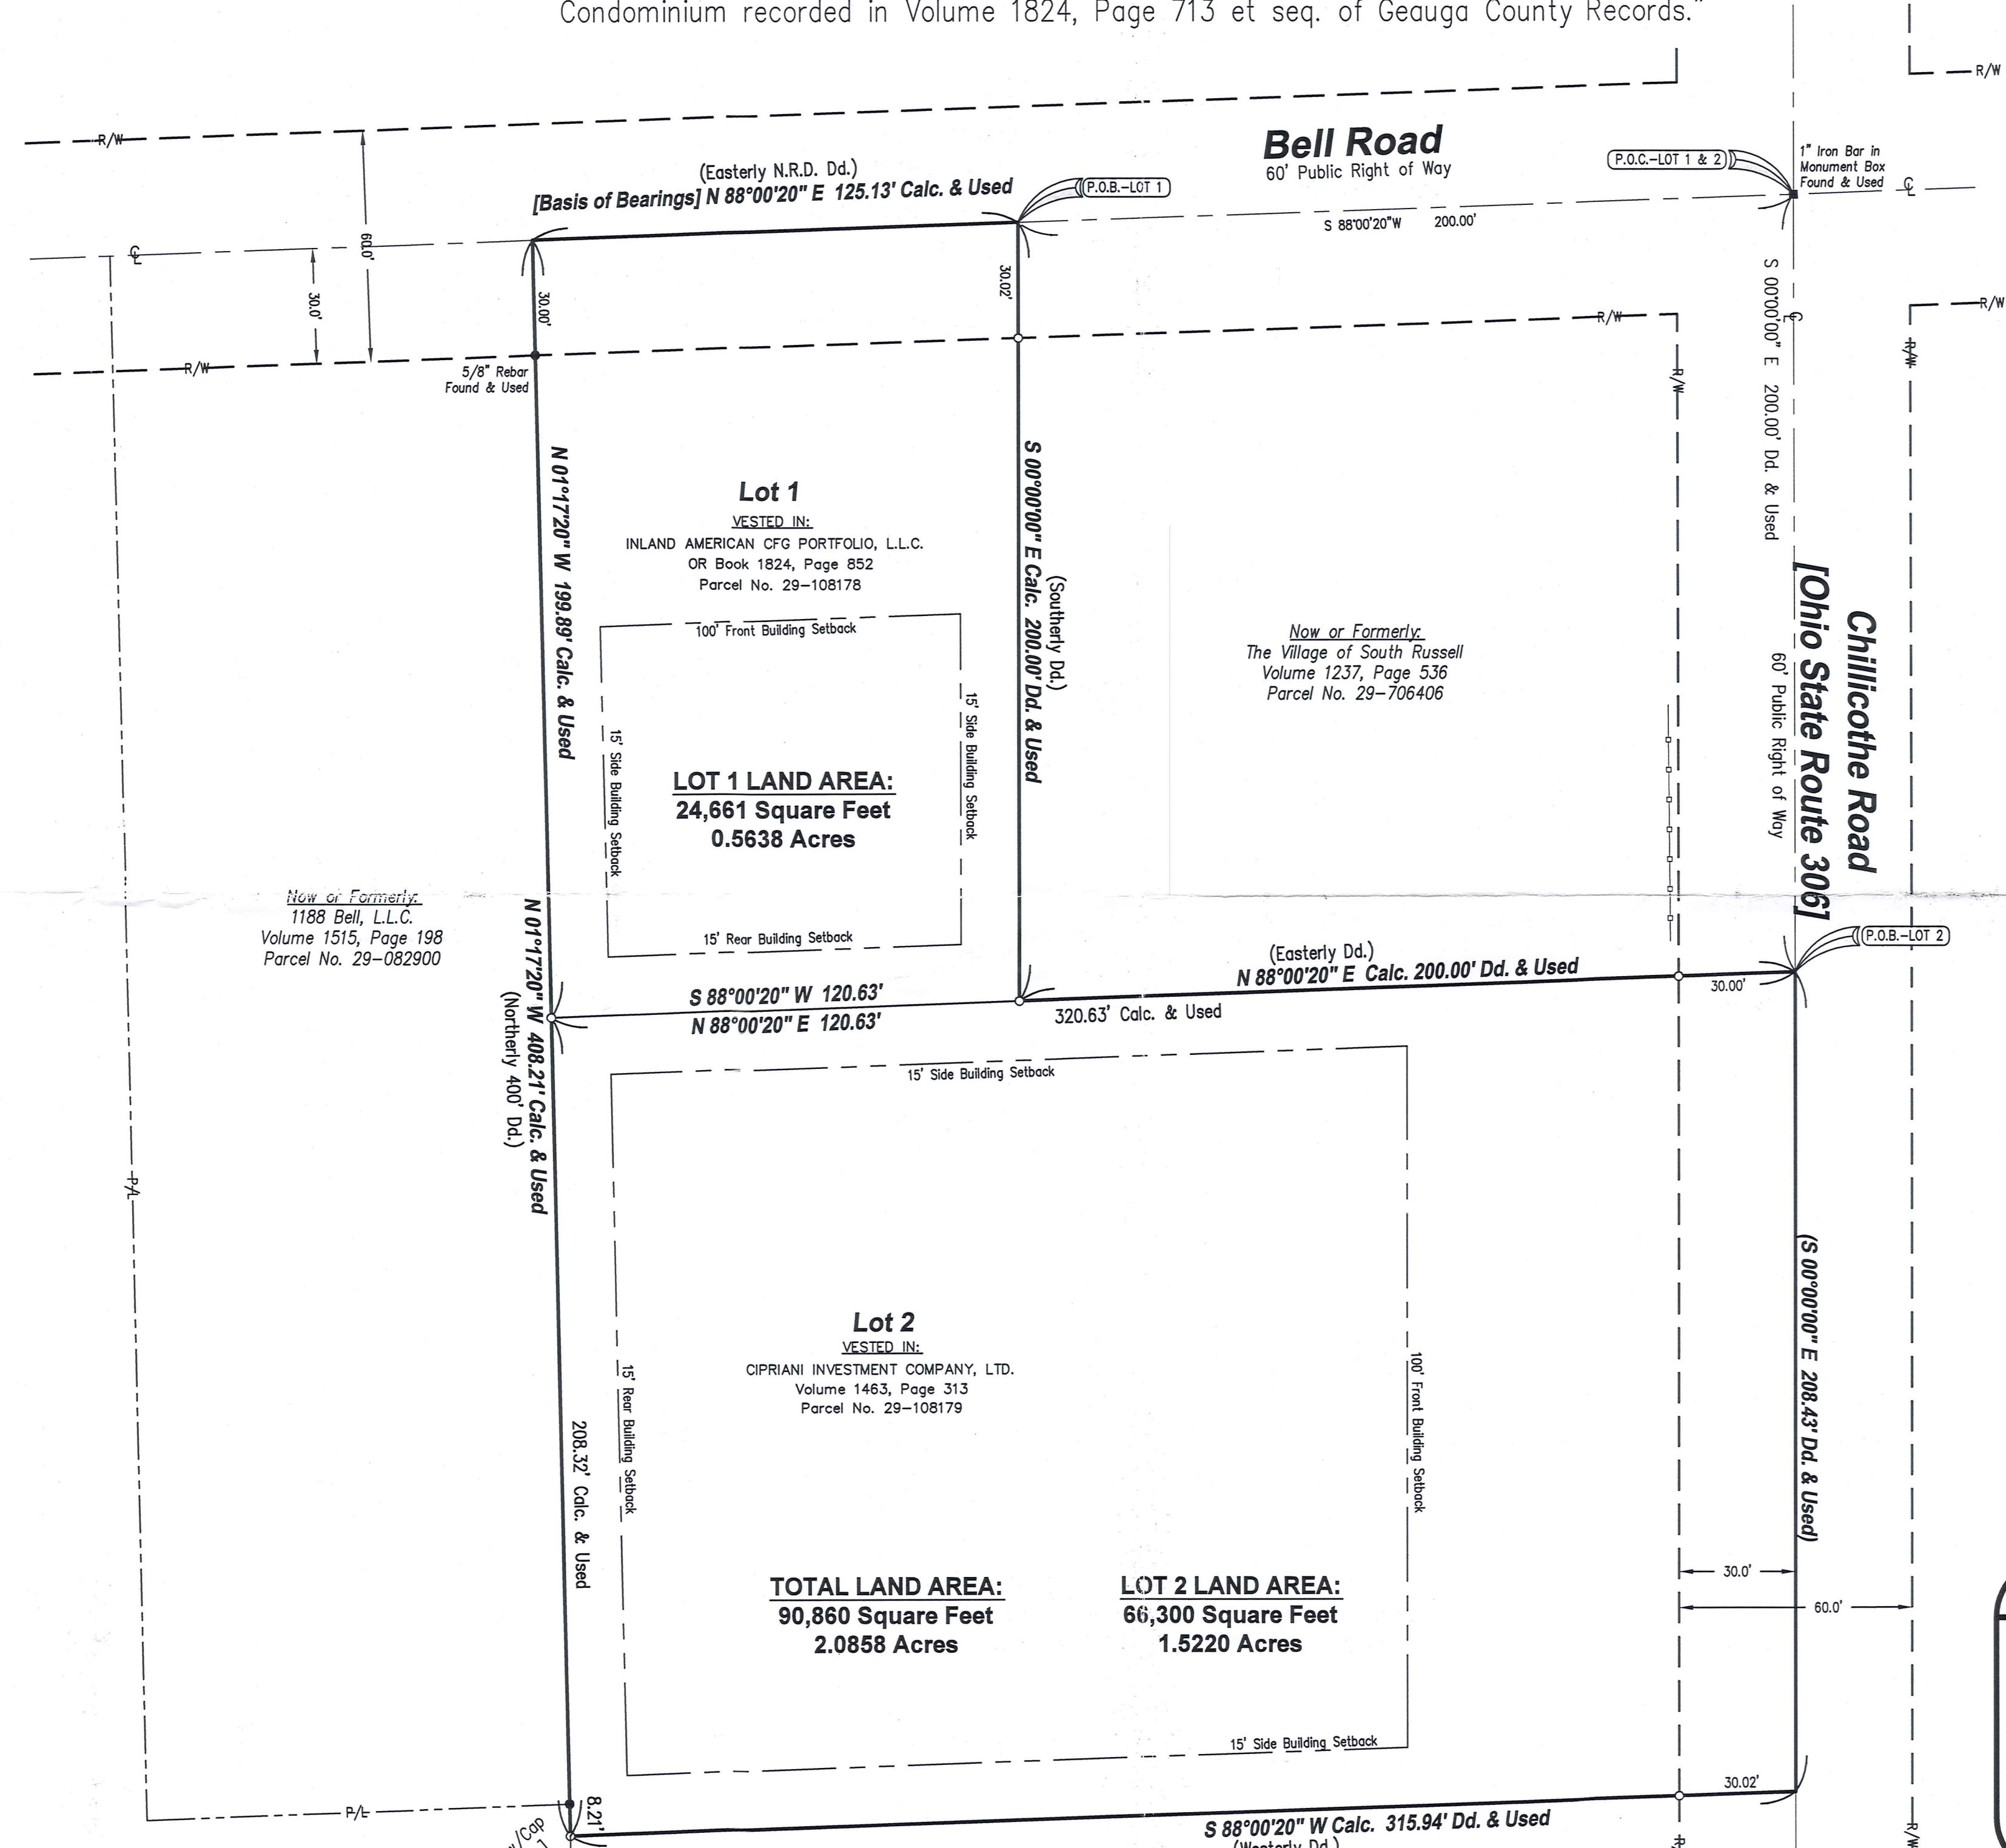 Condominium recorded in Volume 1824, Page 713 et seq. of Geauga County Records."
R/W
R/W
Bell Road
60' Public Right of Way
P.O.C.-LOT 1 & 2
1" Iron Bar in
Monument Box
Found & Used
(Easterly N.R.D. Dd.)
[Basis of Bearings] N 88°00'20" E 125.13' Calc. & Used
P.O.B.-LOT 1
S 88°00'20"W 200.00'
60.0'
30.0'
30.00'
30.02'
S 00°00'00" E 200.00' Dd. & Used
R/W
R/W
R/W
R/W
R/W
5/8" Rebar
Found & Used
N 01°17'20" W 199.89' Calc. & Used
Lot 1
VESTED IN:
INLAND AMERICAN CFG PORTFOLIO, L.L.C.
OR Book 1824, Page 852
Parcel No. 29-108178
S 00°00'00" E Calc. 200.00' Dd. & Used
(Southerly Dd.)
100' Front Building Setback
15' Side Building Setback
15' Side Building Setback
LOT 1 LAND AREA:
24,661 Square Feet
0.5638 Acres
15' Rear Building Setback
Now or Formerly:
The Village of South Russell
Volume 1237, Page 536
Parcel No. 29-706406
Chillicothe Road
[Ohio State Route 306]
60' Public Right of Way
Now or Formerly:
1188 Bell, L.L.C.
Volume 1515, Page 198
Parcel No. 29-082900
P.O.B.-LOT 2
(Easterly Dd.)
N 88°00'20" E Calc. 200.00' Dd. & Used
30.00'
S 88°00'20" W 120.63'
N 88°00'20" E 120.63'
320.63' Calc. & Used
N 01°17'20" W 408.21' Calc. & Used
(Northerly 400' Dd.)
15' Side Building Setback
P/L
Lot 2
VESTED IN:
CIPRIANI INVESTMENT COMPANY, LTD.
Volume 1463, Page 313
Parcel No. 29-108179
15' Rear Building Setback
100' Front Building Setback
(S 00°00'00" E 208.43' Dd. & Used)
208.32' Calc. & Used
TOTAL LAND AREA:
90,860 Square Feet
2.0858 Acres
LOT 2 LAND AREA:
66,300 Square Feet
1.5220 Acres
30.0'
60.0'
15' Side Building Setback
30.02'
P/L
8.21'
S 88°00'20" W Calc. 315.94' Dd. & Used
(Westerly Dd.)
R/W